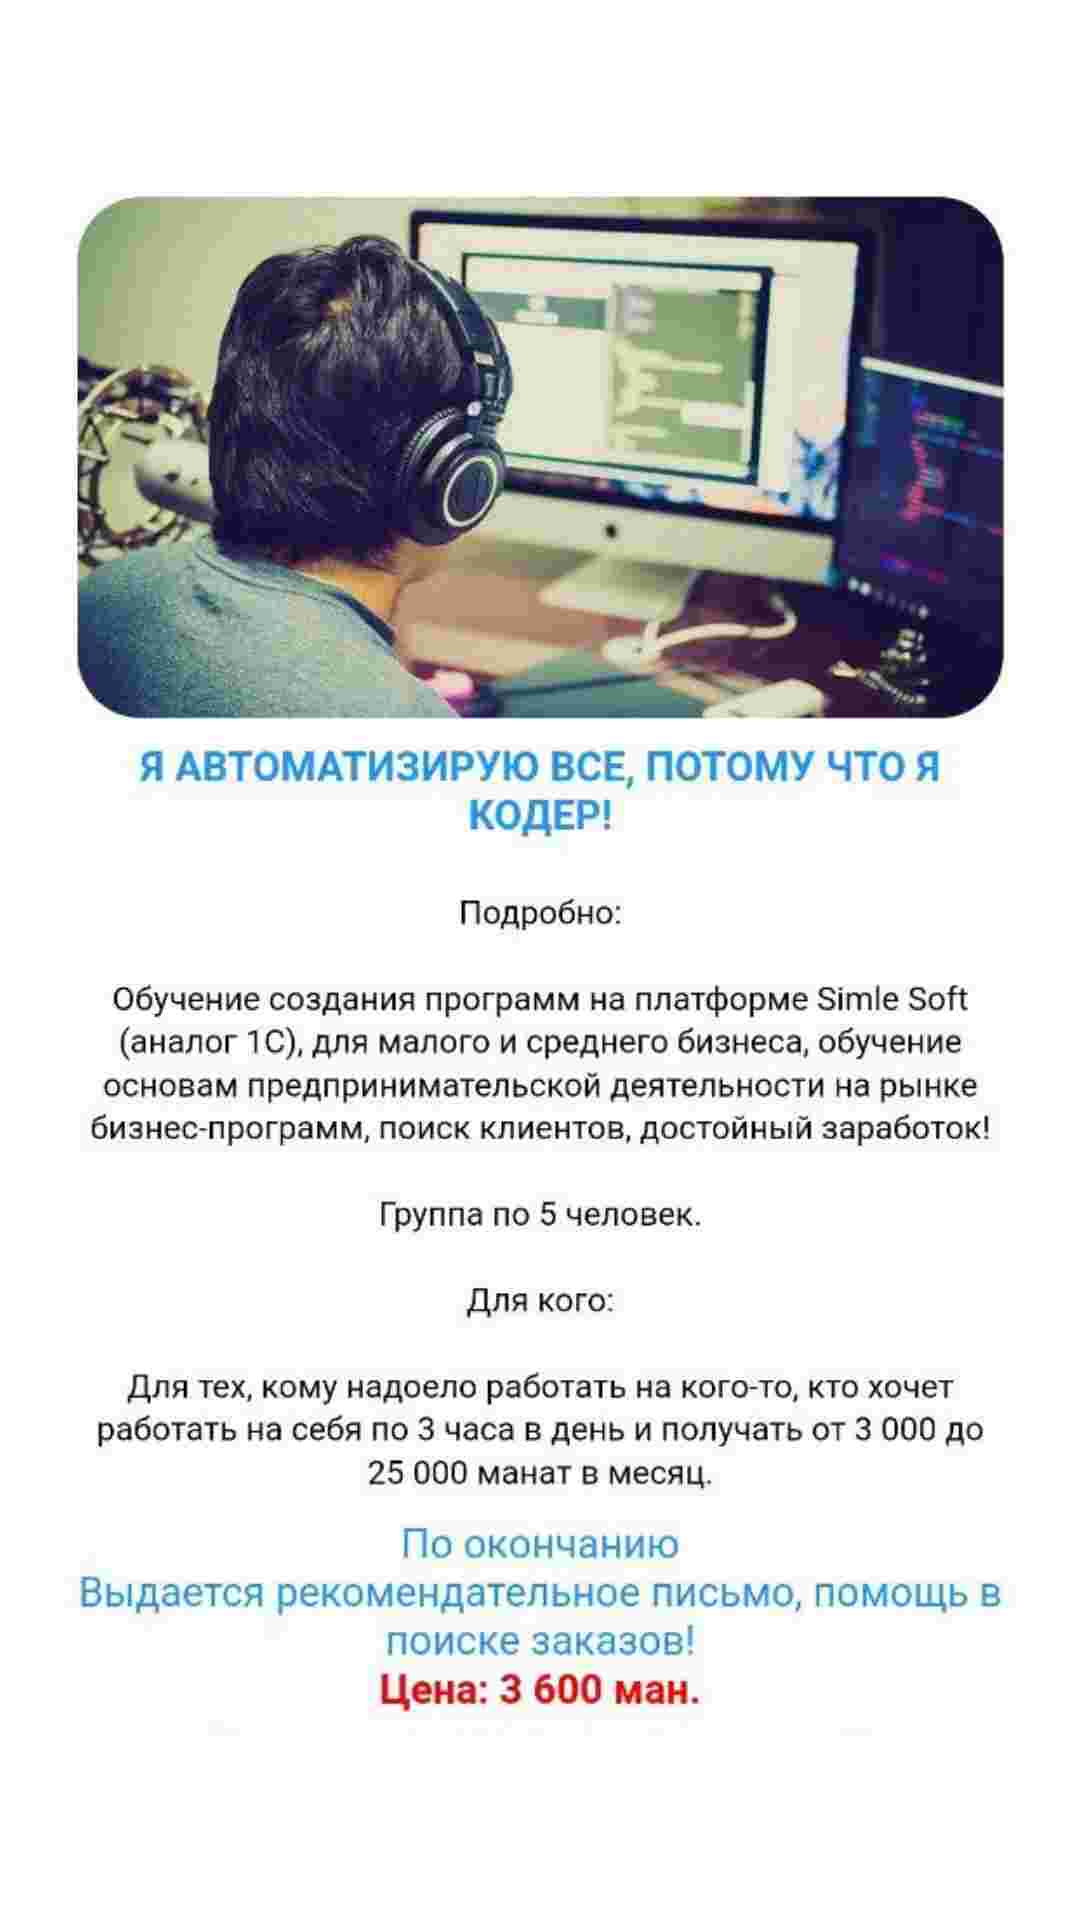 Я АВТОМАТИЗИРУЮ ВСЕ, ПОТОМУ ЧТО Я
КОДЕР!
Подробно:
Обучение создания программ на платформе Simle Soft
(аналог 1С), для малого и среднего бизнеса, обучение
основам предпринимательской деятельности на рынке
бизнес-программ, поиск клиентов, достойный заработок!
Группа по 5 человек.
Для кого:
Для тех, кому надоело работать на кого-то, кто хочет
работать на себя по 3 часа в день и получать от 3 000 до
25 000 манат в месяц.
По окончанию
Выдается рекомендательное письмо, помощь в
поиске заказов!
Цена: 3 600 ман.